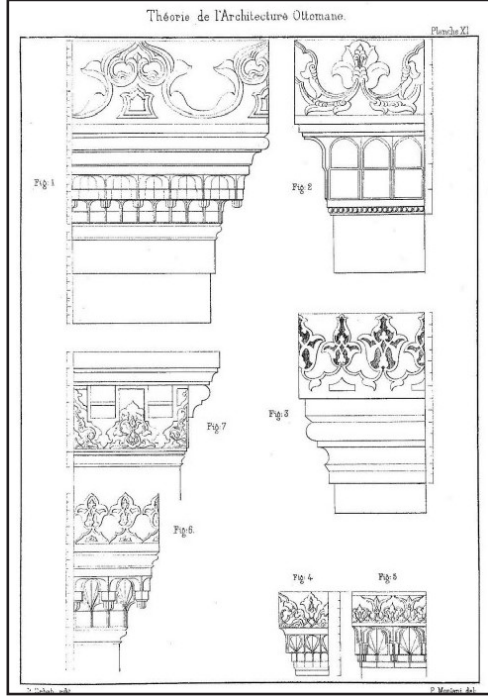 Théorie de l'Architecture Ottomane.
Planche XI
Fig: 1
Fig: 2
Fig: 7
Fig: 3
Fig: 6.
Fig: 4
Fig: 5
P. Montani del.